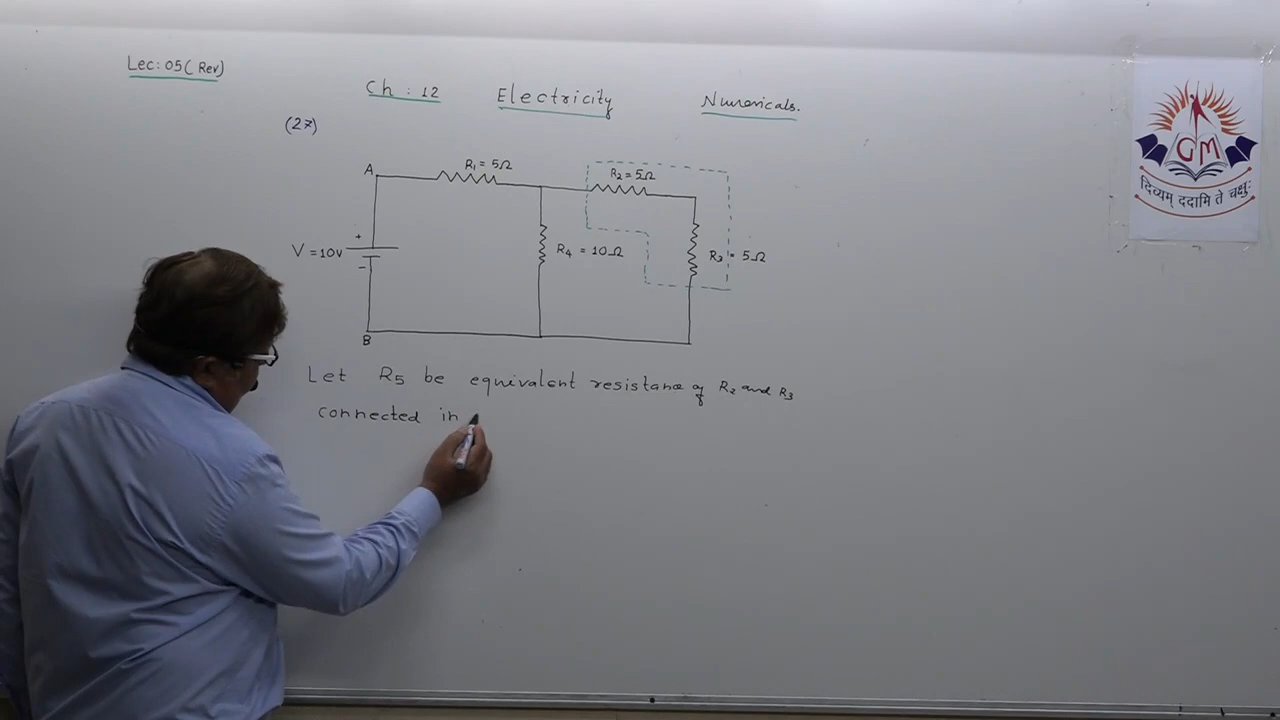 Lec: 05 (Rev)
Ch : 12 Electricity Numericals.
(27)
A
R1 = 5Ω
R2 = 5Ω
+
V = 10V
-
R4 = 10Ω
R3 = 5Ω
B
Let R5 be equivalent resistance of R2 and R3
connected in
GM
दिव्यम् ददामि ते चक्षुः